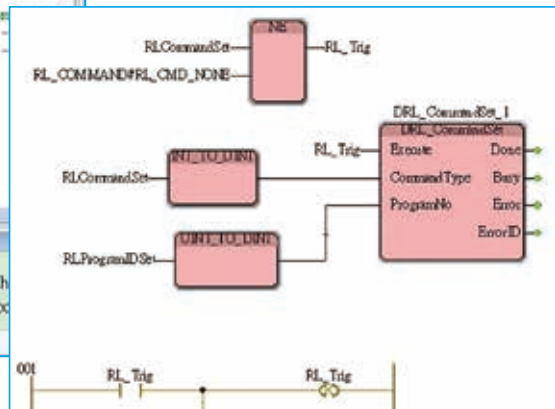 NE
RLCommandSet
RL_Trig
RL_COMMAND#RL_CMD_NONE
DRL_CommandSet_1
DRL_CommandSet
RL_Trig
Execute
Done
INT_TO_DINT
RLCommandSet
CommandType
Busy
ProgramNo
Error
UINT_TO_DINT
ErrorID
RLProgramIDSet
001
RL_Trig
RL_Trig